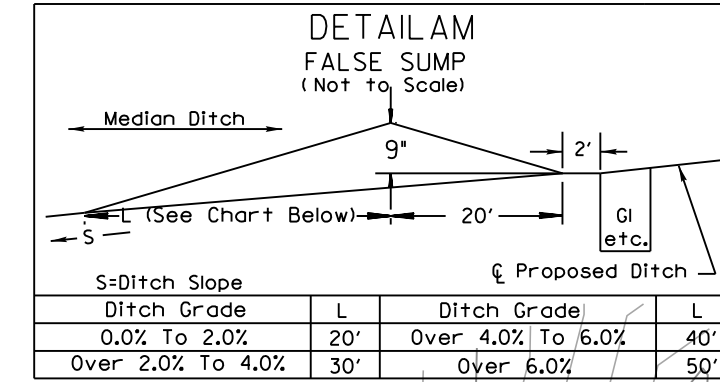 DETAILAM
FALSE SUMP
(Not to Scale)
Median Ditch
9"
2'
L (See Chart Below)
20'
GI
etc.
S
℄ Proposed Ditch
S=Ditch Slope
Ditch Grade L Ditch Grade L
0.0% To 2.0% 20' Over 4.0% To 6.0% 40'
Over 2.0% To 4.0% 30' Over 6.0% 50'